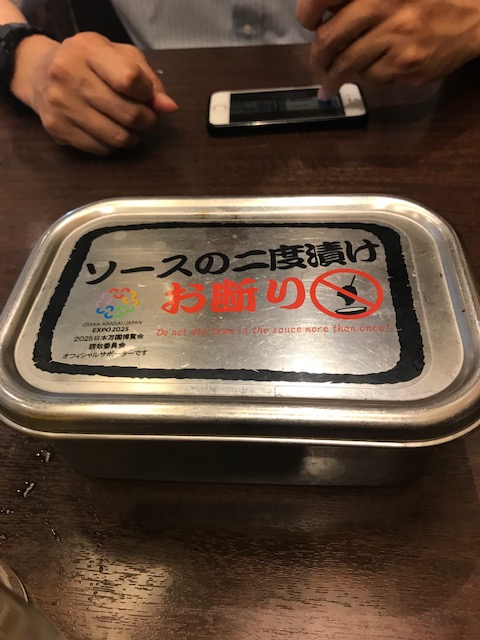 ソースの二度漬け
お断り
Do not dip them in the sauce more than once!
OSAKA-KANSAI, JAPAN
EXPO2025
2025日本万国博覧会
誘致委員会
オフィシャルサポーターです